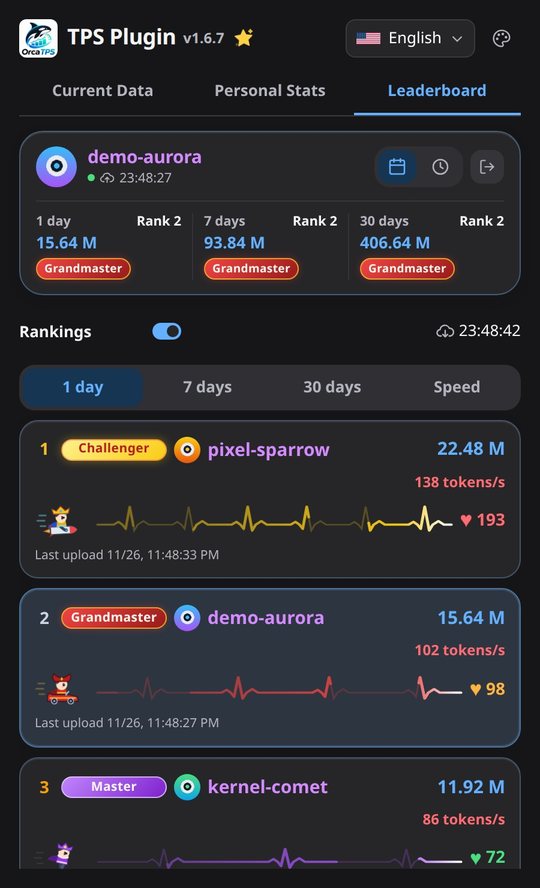 OrcaTPS
TPS Plugin v1.6.7
English
Current Data Personal Stats Leaderboard
demo-aurora
23:48:27
1 day Rank 2 7 days Rank 2 30 days Rank 2
15.64 M 93.84 M 406.64 M
Grandmaster Grandmaster Grandmaster
Rankings 23:48:42
1 day 7 days 30 days Speed
1 Challenger pixel-sparrow 22.48 M
138 tokens/s
♥ 193
Last upload 11/26, 11:48:33 PM
2 Grandmaster demo-aurora 15.64 M
102 tokens/s
♥ 98
Last upload 11/26, 11:48:27 PM
3 Master kernel-comet 11.92 M
86 tokens/s
♥ 72